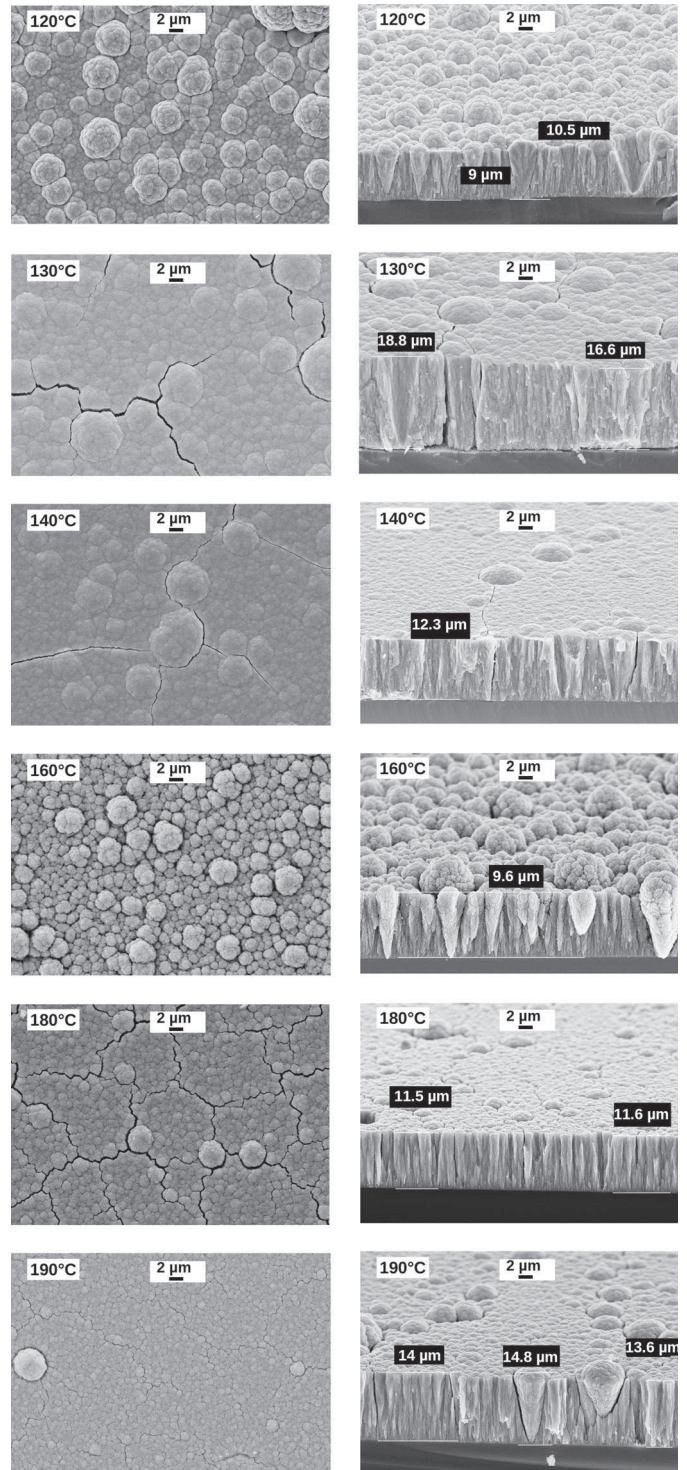 120°C 2 µm
120°C 2 µm
10.5 µm
9 µm
130°C 2 µm
130°C 2 µm
18.8 µm
16.6 µm
140°C 2 µm
140°C 2 µm
12.3 µm
160°C 2 µm
160°C 2 µm
9.6 µm
180°C 2 µm
180°C 2 µm
11.5 µm
11.6 µm
190°C 2 µm
190°C 2 µm
14 µm
14.8 µm
13.6 µm